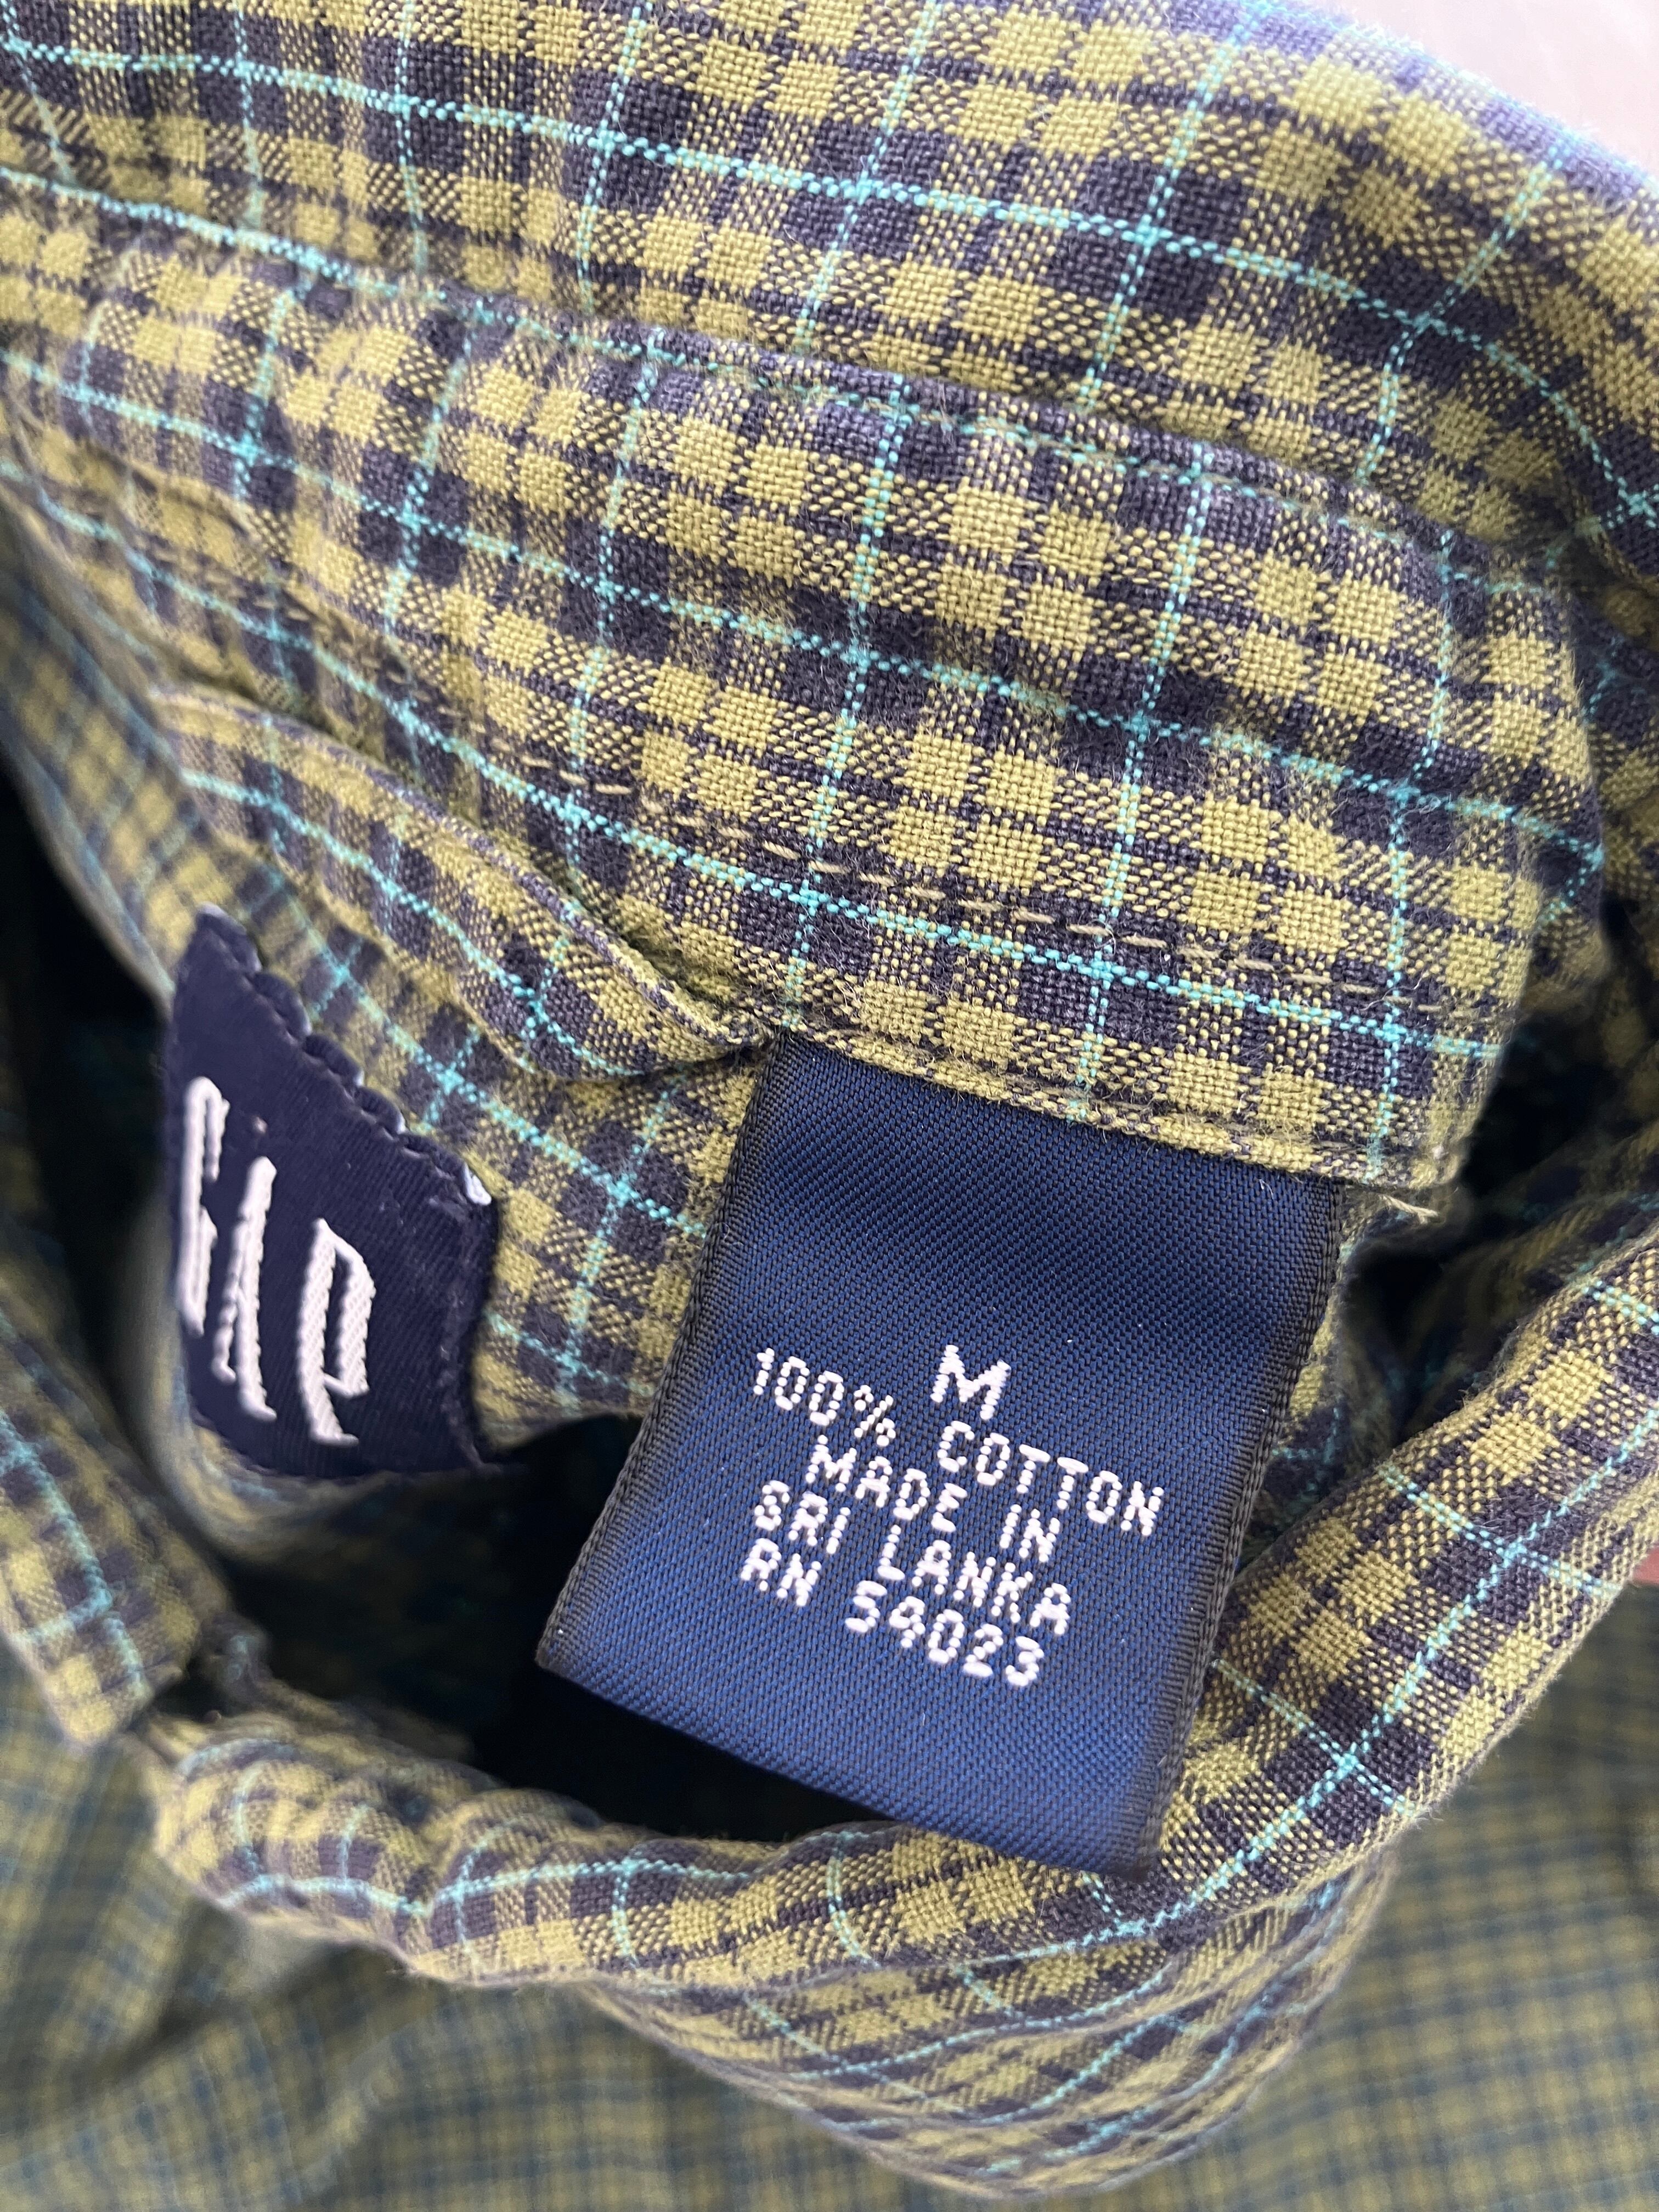 GAP
M
100% COTTON
MADE IN
SRI LANKA
RN 54023